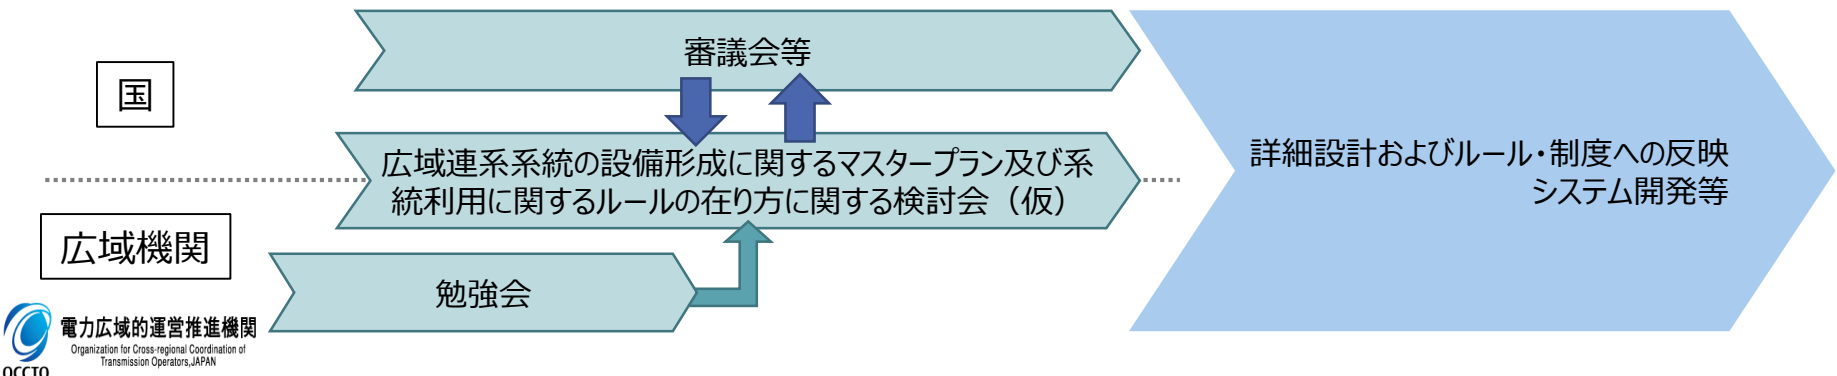 審議会等
国
広域連系系統の設備形成に関するマスタープラン及び系
統利用に関するルールの在り方に関する検討会（仮）
詳細設計およびルール・制度への反映
システム開発等
広域機関
勉強会
電力広域的運営推進機関
Organization for Cross-regional Coordination of
Transmission Operators,JAPAN
OCCTO